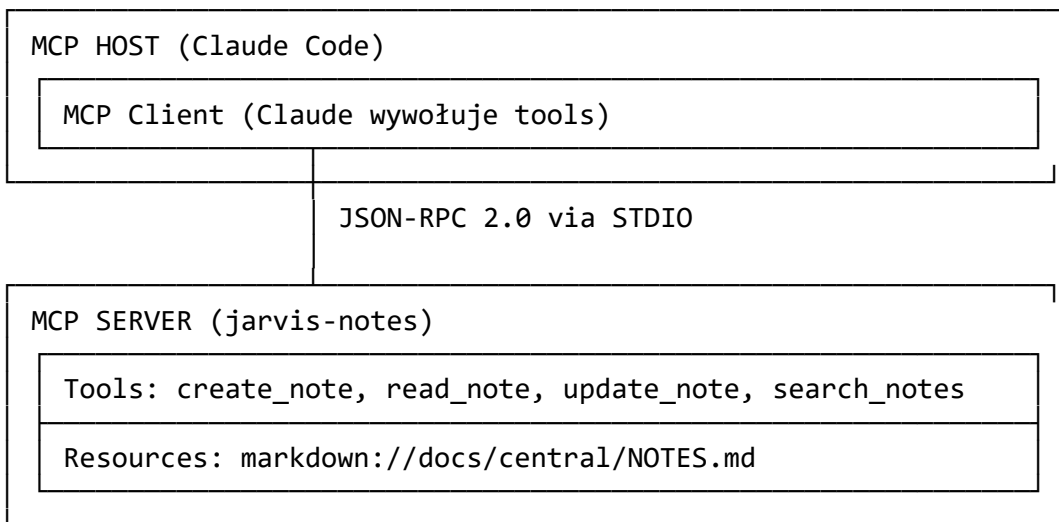 MCP HOST (Claude Code)
MCP Client (Claude wywołuje tools)
JSON-RPC 2.0 via STDIO
MCP SERVER (jarvis-notes)
Tools: create_note, read_note, update_note, search_notes
Resources: markdown://docs/central/NOTES.md